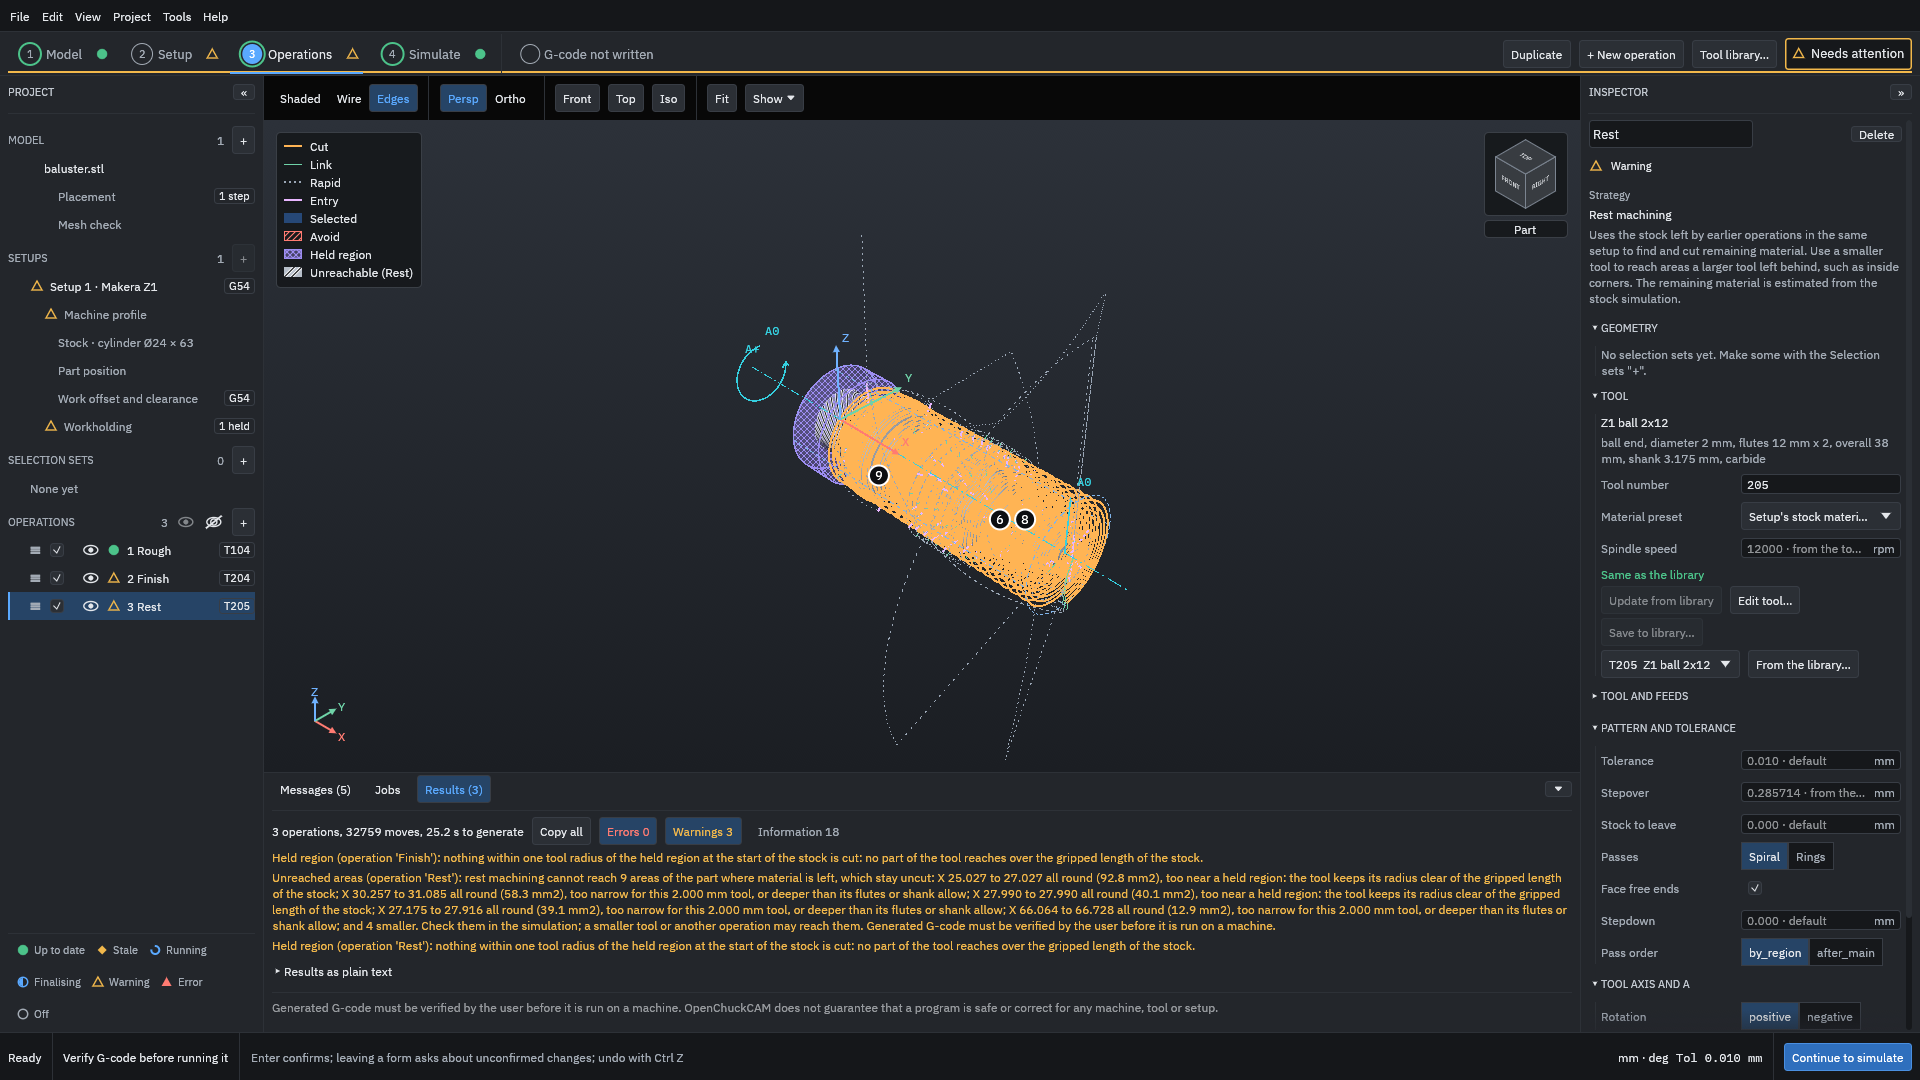 File Edit View Project Tools Help
1 Model 2 Setup 3 Operations 4 Simulate G-code not written Duplicate + New operation Tool library... Needs attention
PROJECT «
Shaded Wire Edges Persp Ortho Front Top Iso Fit Show
INSPECTOR »
MODEL 1 +
baluster.stl
Placement 1 step
Mesh check
SETUPS 1 +
Setup 1 · Makera Z1 G54
Machine profile
Stock · cylinder Ø24 × 63
Part position
Work offset and clearance G54
Workholding 1 held
SELECTION SETS 0 +
None yet
OPERATIONS 3 +
1 Rough T104
2 Finish T204
3 Rest T205
Up to date Stale Running
Finalising Warning Error
Off
Cut
Link
Rapid
Entry
Selected
Avoid
Held region
Unreachable (Rest)
TOP
FRONT RIGHT
Part
A0
A+
Z
Y
X
9
6 8
A0
Z
Y
X
Messages (5) Jobs Results (3)
3 operations, 32759 moves, 25.2 s to generate Copy all Errors 0 Warnings 3 Information 18
Held region (operation 'Finish'): nothing within one tool radius of the held region at the start of the stock is cut: no part of the tool reaches over the gripped length of the stock.
Unreached areas (operation 'Rest'): rest machining cannot reach 9 areas of the part where material is left, which stay uncut: X 25.027 to 27.027 all round (92.8 mm2), too near a held region: the tool keeps its radius clear of the gripped length
of the stock; X 30.257 to 31.085 all round (58.3 mm2), too narrow for this 2.000 mm tool, or deeper than its flutes or shank allow; X 27.990 to 27.990 all round (40.1 mm2), too near a held region: the tool keeps its radius clear of the gripped
length of the stock; X 27.175 to 27.916 all round (39.1 mm2), too narrow for this 2.000 mm tool, or deeper than its flutes or shank allow; X 66.064 to 66.728 all round (12.9 mm2), too narrow for this 2.000 mm tool, or deeper than its flutes or
shank allow; and 4 smaller. Check them in the simulation; a smaller tool or another operation may reach them. Generated G-code must be verified by the user before it is run on a machine.
Held region (operation 'Rest'): nothing within one tool radius of the held region at the start of the stock is cut: no part of the tool reaches over the gripped length of the stock.
Results as plain text
Generated G-code must be verified by the user before it is run on a machine. OpenChuckCAM does not guarantee that a program is safe or correct for any machine, tool or setup.
Rest Delete
Warning
Strategy
Rest machining
Uses the stock left by earlier operations in the same
setup to find and cut remaining material. Use a smaller
tool to reach areas a larger tool left behind, such as inside
corners. The remaining material is estimated from the
stock simulation.
GEOMETRY
No selection sets yet. Make some with the Selection
sets "+".
TOOL
Z1 ball 2x12
ball end, diameter 2 mm, flutes 12 mm x 2, overall 38
mm, shank 3.175 mm, carbide
Tool number 205
Material preset Setup's stock materi...
Spindle speed 12000 · from the to... rpm
Same as the library
Update from library Edit tool...
Save to library...
T205 Z1 ball 2x12 From the library...
TOOL AND FEEDS
PATTERN AND TOLERANCE
Tolerance 0.010 · default mm
Stepover 0.285714 · from the... mm
Stock to leave 0.000 · default mm
Passes Spiral Rings
Face free ends
Stepdown 0.000 · default mm
Pass order by_region after_main
TOOL AXIS AND A
Rotation positive negative
Ready Verify G-code before running it Enter confirms; leaving a form asks about unconfirmed changes; undo with Ctrl Z mm · deg Tol 0.010 mm Continue to simulate